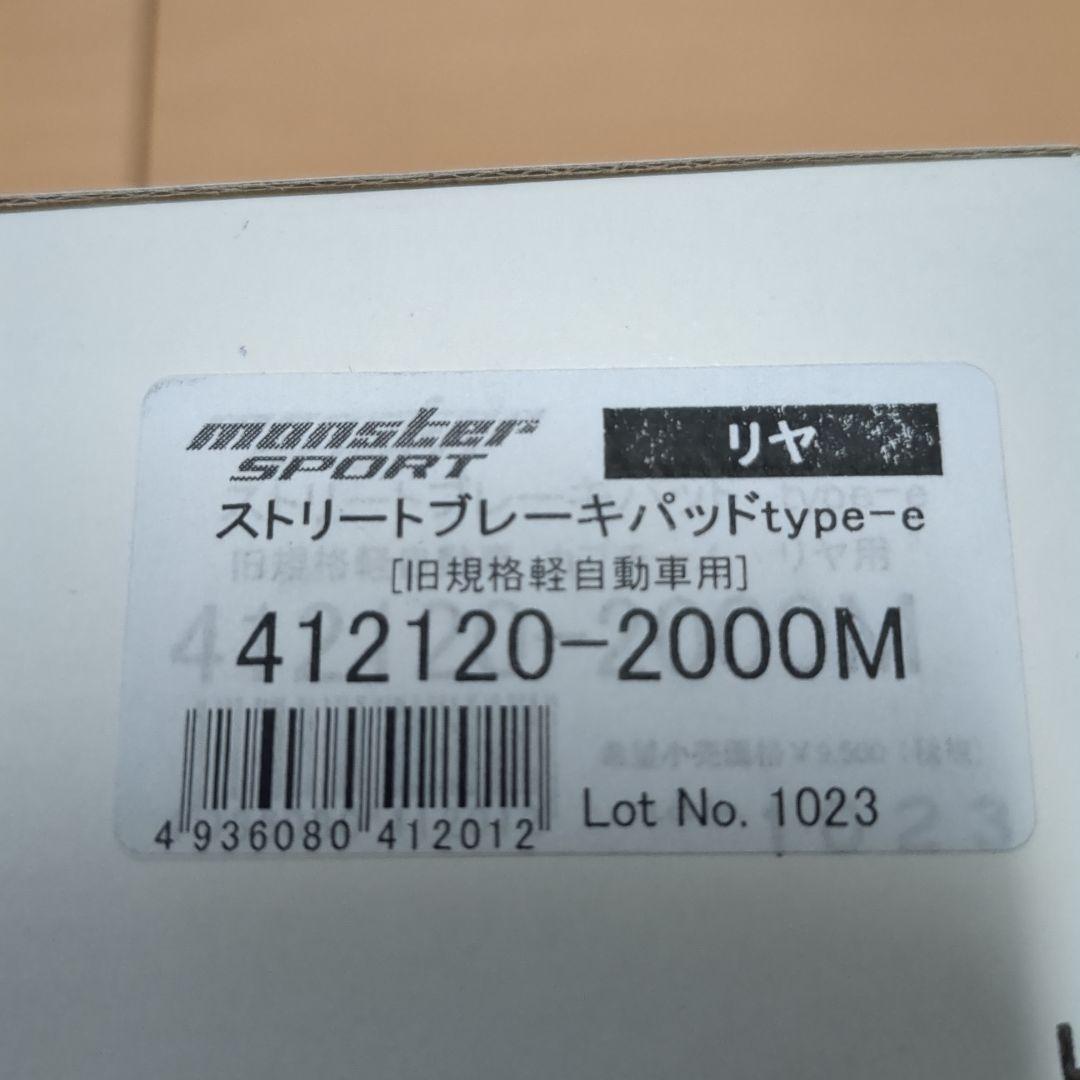 monster
SPORT
リヤ
ストリートブレーキパッドtype-e
[旧規格軽自動車用]
412120-2000M
4 936080 412012
Lot No. 1023